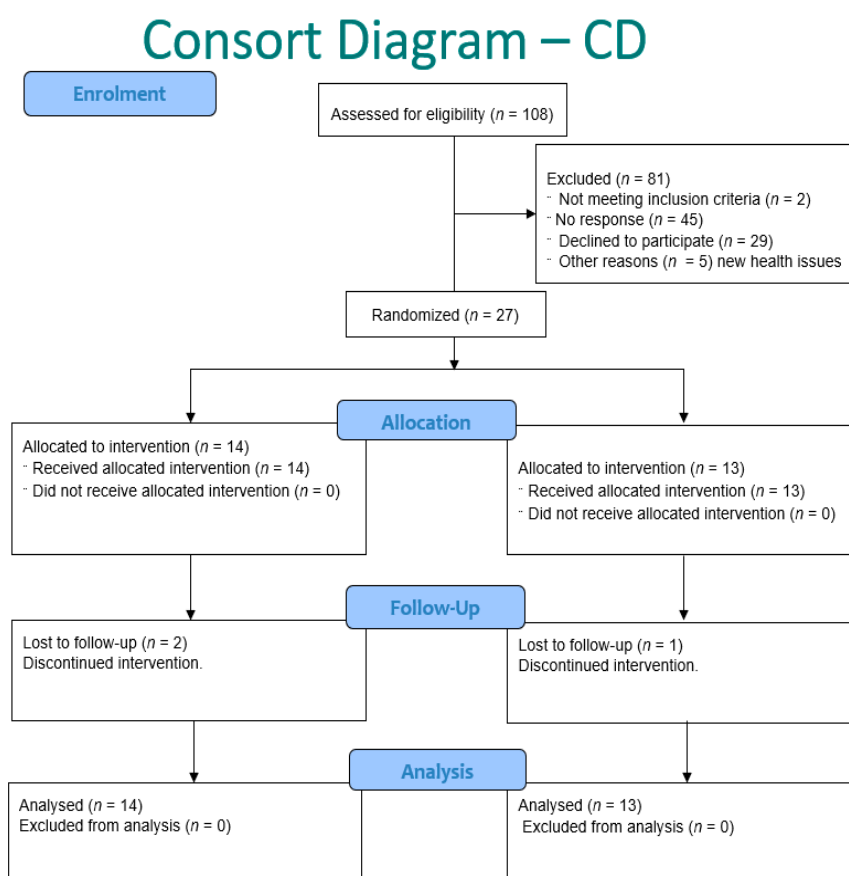 Consort Diagram – CD
Enrolment
Assessed for eligibility (n = 108)
Excluded (n = 81)
¨ Not meeting inclusion criteria (n = 2)
¨ No response (n = 45)
¨ Declined to participate (n = 29)
¨ Other reasons (n = 5) new health issues
Randomized (n = 27)
Allocation
Allocated to intervention (n = 14)
¨ Received allocated intervention (n = 14)
¨ Did not receive allocated intervention (n = 0)
Allocated to intervention (n = 13)
¨ Received allocated intervention (n = 13)
¨ Did not receive allocated intervention (n = 0)
Follow-Up
Lost to follow-up (n = 2)
Discontinued intervention.
Lost to follow-up (n = 1)
Discontinued intervention.
Analysis
Analysed (n = 14)
Excluded from analysis (n = 0)
Analysed (n = 13)
Excluded from analysis (n = 0)